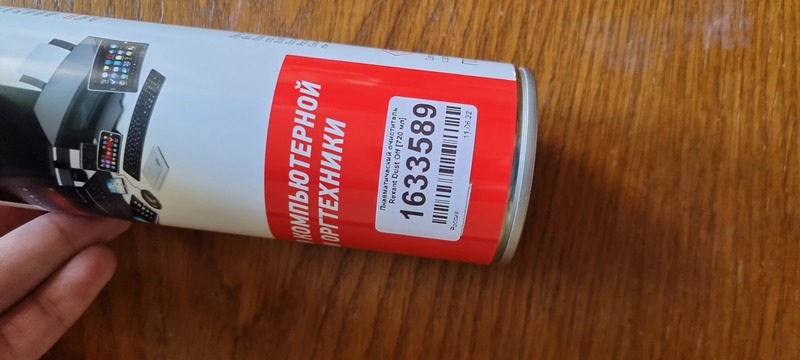 КОМПЬЮТЕРНОЙ
ОРГТЕХНИКИ
Пневматический очиститель
Rexant Dust Off [720 мл]
1633589
11.06.22
Россия